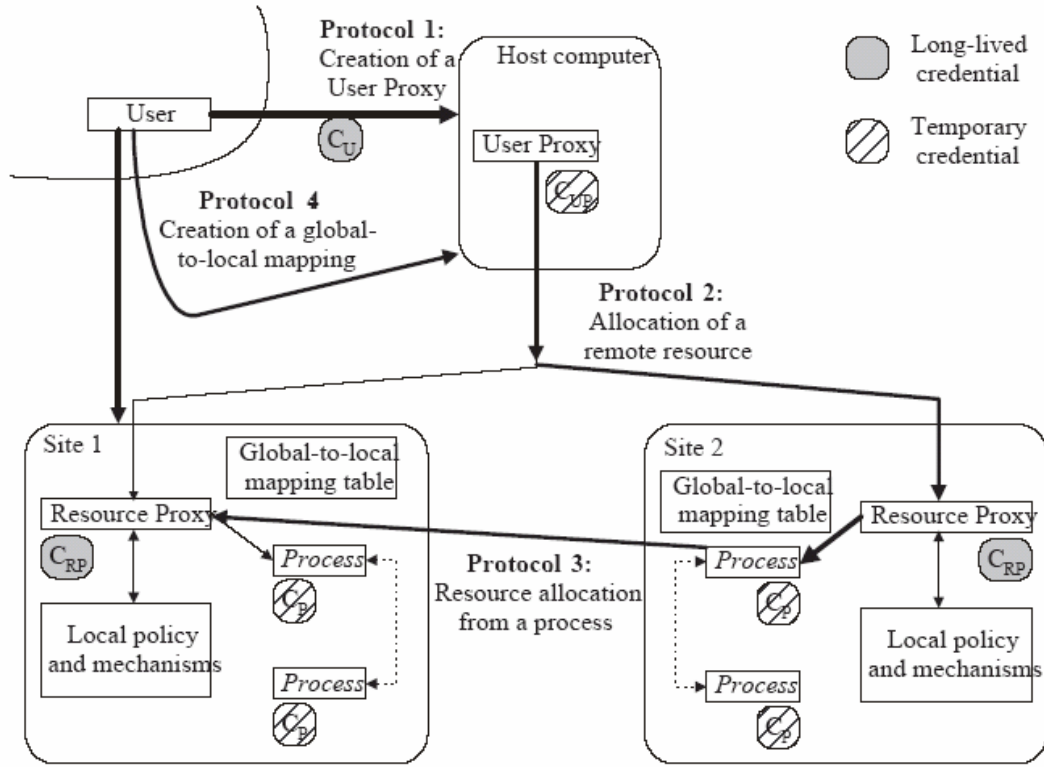 Protocol 1:
Creation of a
User Proxy
Host computer
Long-lived
credential
User
C_U
User Proxy
C_UP
Temporary
credential
Protocol 4
Creation of a global-
to-local mapping
Protocol 2:
Allocation of a
remote resource
Site 1
Global-to-local
mapping table
Resource Proxy
C_RP
Process
C_P
Local policy
and mechanisms
Process
C_P
Protocol 3:
Resource allocation
from a process
Site 2
Global-to-local
mapping table
Resource Proxy
C_RP
Process
C_P
Local policy
and mechanisms
Process
C_P